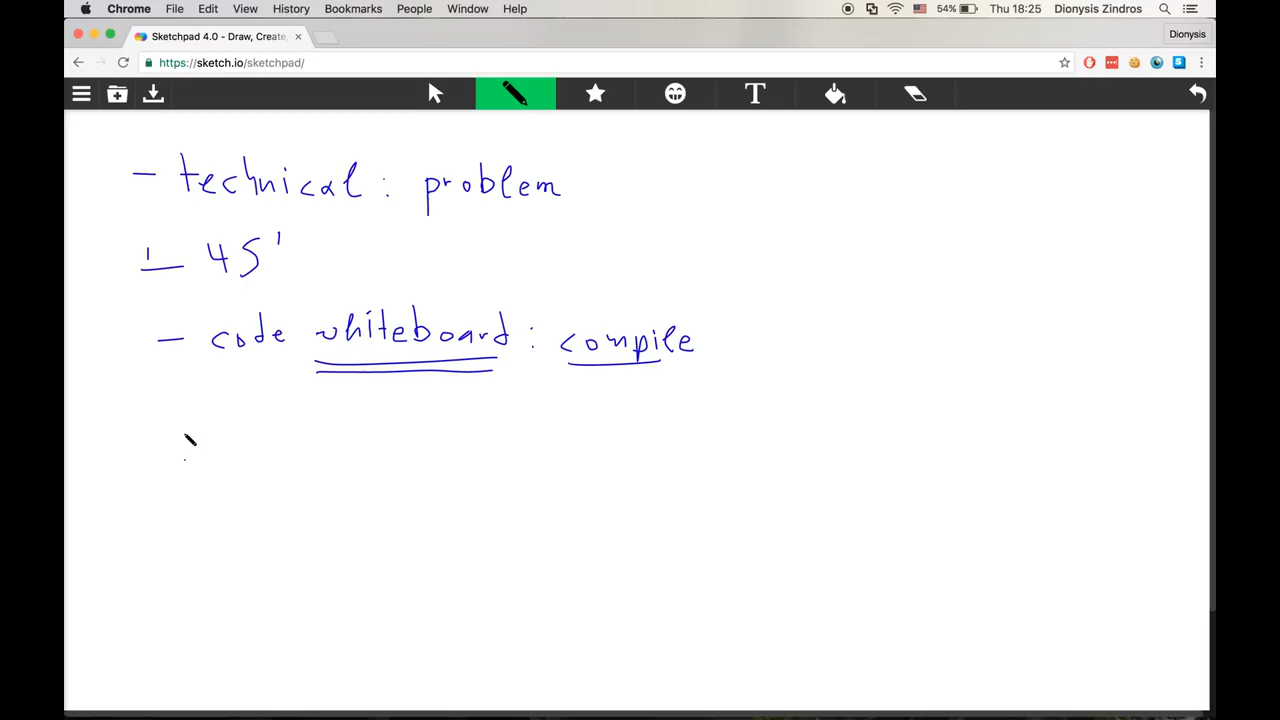 Chrome File Edit View History Bookmarks People Window Help 54% Thu 18:25 Dionysis Zindros
Sketchpad 4.0 - Draw, Create, Dionysis
https://sketch.io/sketchpad/
T
- technical: problem
- 45'
- code whiteboard: compile